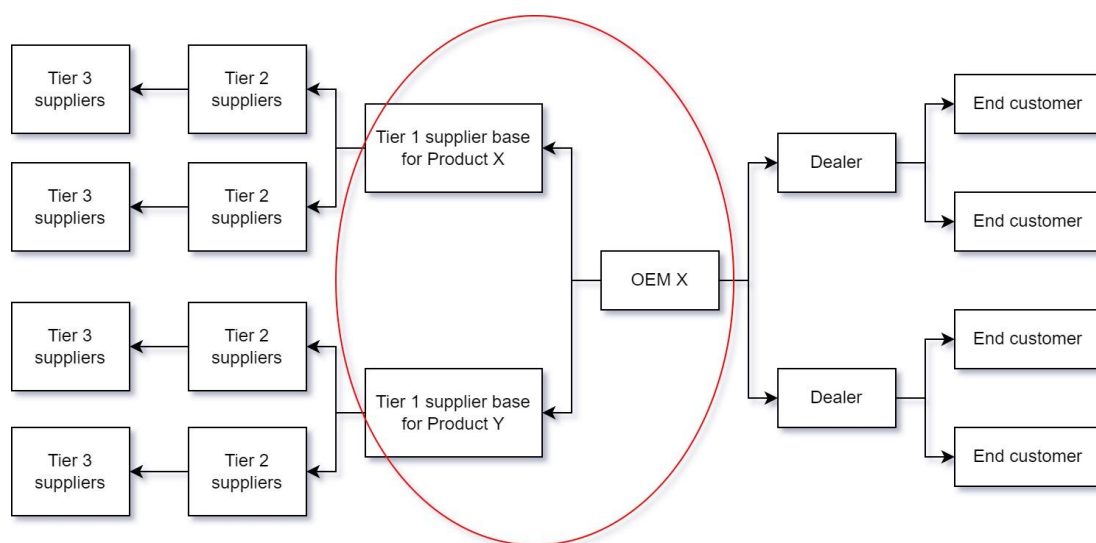 Tier 3
suppliers
Tier 2
suppliers
Tier 3
suppliers
Tier 2
suppliers
Tier 1 supplier base
for Product X
Tier 3
suppliers
Tier 2
suppliers
Tier 3
suppliers
Tier 2
suppliers
Tier 1 supplier base
for Product Y
OEM X
Dealer
End customer
End customer
Dealer
End customer
End customer